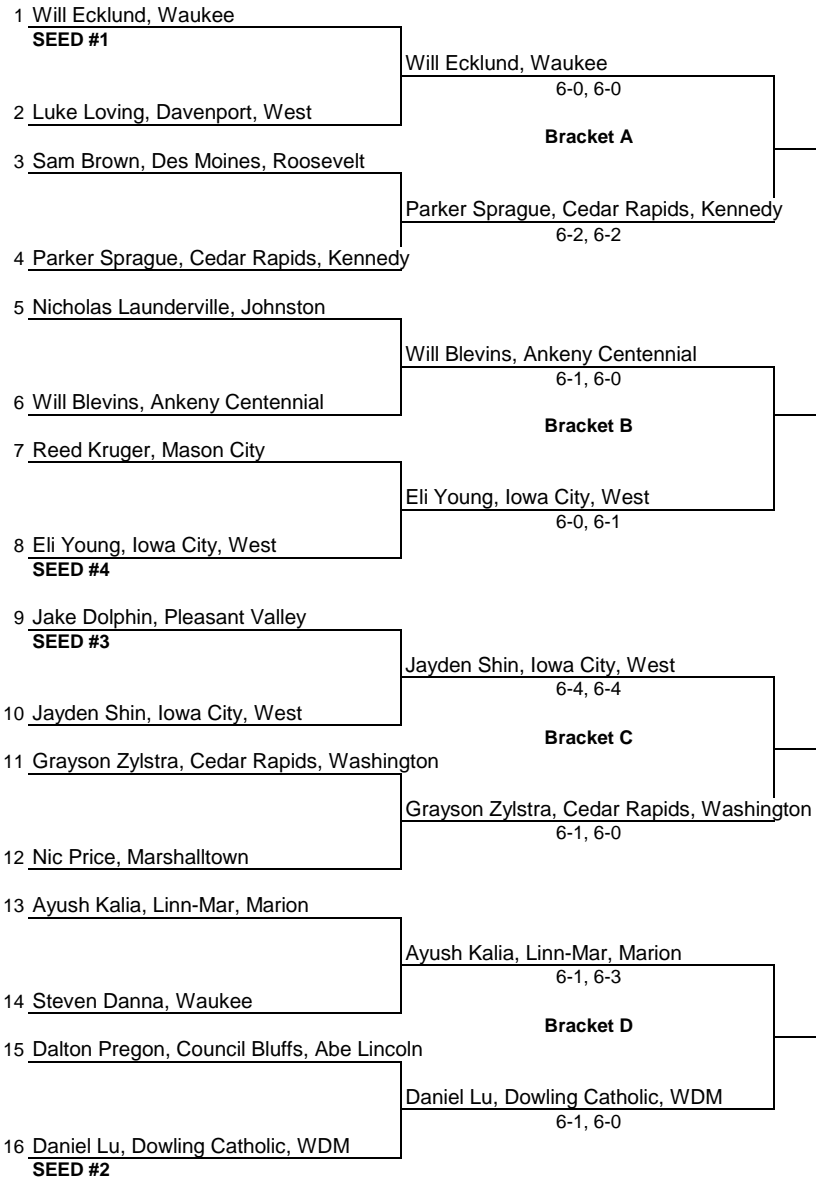 1 Will Ecklund, Waukee
SEED #1
Will Ecklund, Waukee
6-0, 6-0
2 Luke Loving, Davenport, West
Bracket A
3 Sam Brown, Des Moines, Roosevelt
Parker Sprague, Cedar Rapids, Kennedy
6-2, 6-2
4 Parker Sprague, Cedar Rapids, Kennedy
5 Nicholas Launderville, Johnston
Will Blevins, Ankeny Centennial
6-1, 6-0
6 Will Blevins, Ankeny Centennial
Bracket B
7 Reed Kruger, Mason City
Eli Young, Iowa City, West
6-0, 6-1
8 Eli Young, Iowa City, West
SEED #4
9 Jake Dolphin, Pleasant Valley
SEED #3
Jayden Shin, Iowa City, West
6-4, 6-4
10 Jayden Shin, Iowa City, West
Bracket C
11 Grayson Zylstra, Cedar Rapids, Washington
Grayson Zylstra, Cedar Rapids, Washington
6-1, 6-0
12 Nic Price, Marshalltown
13 Ayush Kalia, Linn-Mar, Marion
Ayush Kalia, Linn-Mar, Marion
6-1, 6-3
14 Steven Danna, Waukee
Bracket D
15 Dalton Pregon, Council Bluffs, Abe Lincoln
Daniel Lu, Dowling Catholic, WDM
6-1, 6-0
16 Daniel Lu, Dowling Catholic, WDM
SEED #2